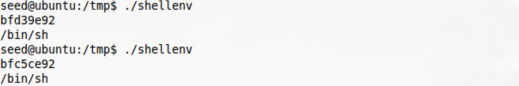 seed@ubuntu:/tmp$ ./shellenv
bfd39e92
/bin/sh
seed@ubuntu:/tmp$ ./shellenv
bfc5ce92
/bin/sh